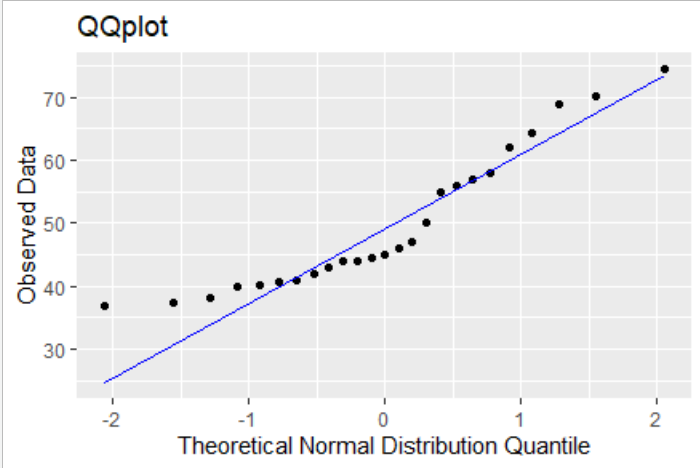 QQplot
70
60
50
40
30
Observed Data
-2 -1 0 1 2
Theoretical Normal Distribution Quantile